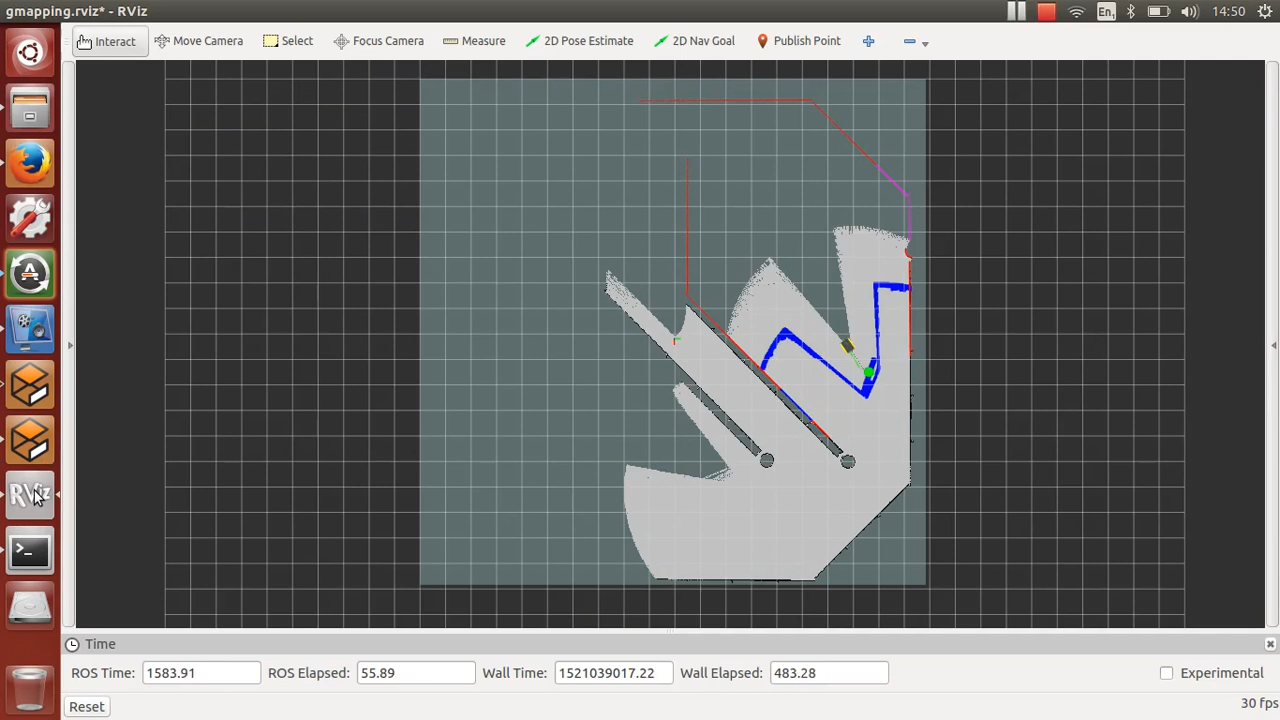 gmapping.rviz* - RViz
En1
14:50
Interact
Move Camera
Select
Focus Camera
Measure
2D Pose Estimate
2D Nav Goal
Publish Point
RViz
Time
ROS Time: 1583.91
ROS Elapsed: 55.89
Wall Time: 1521039017.22
Wall Elapsed: 483.28
Experimental
Reset
30 fps